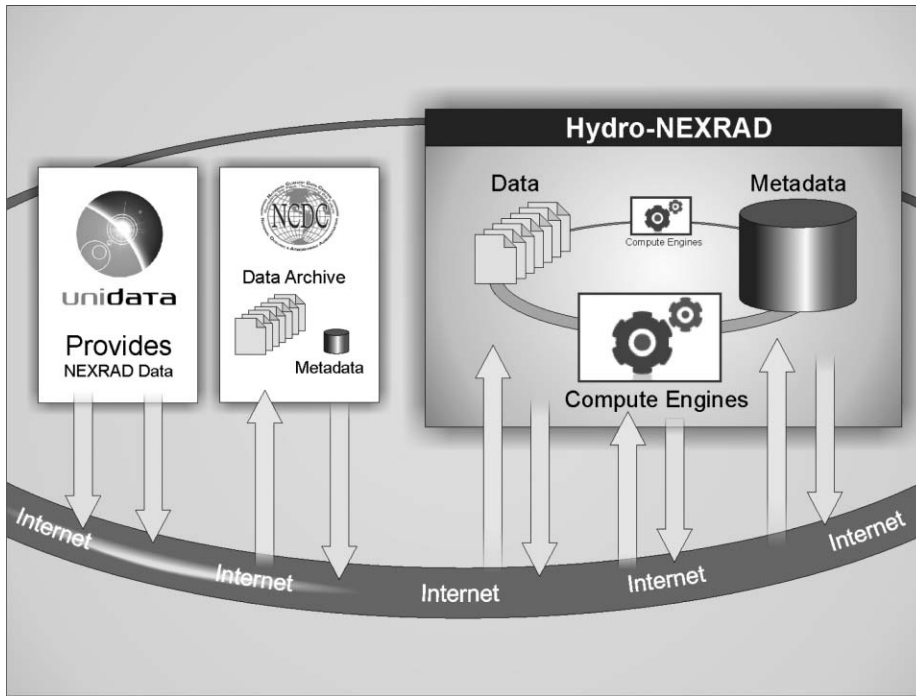 Hydro-NEXRAD
unidata
Provides
NEXRAD Data
NCDC
Data Archive
Metadata
Data
Metadata
Compute Engines
Compute Engines
Internet
Internet
Internet
Internet
Internet